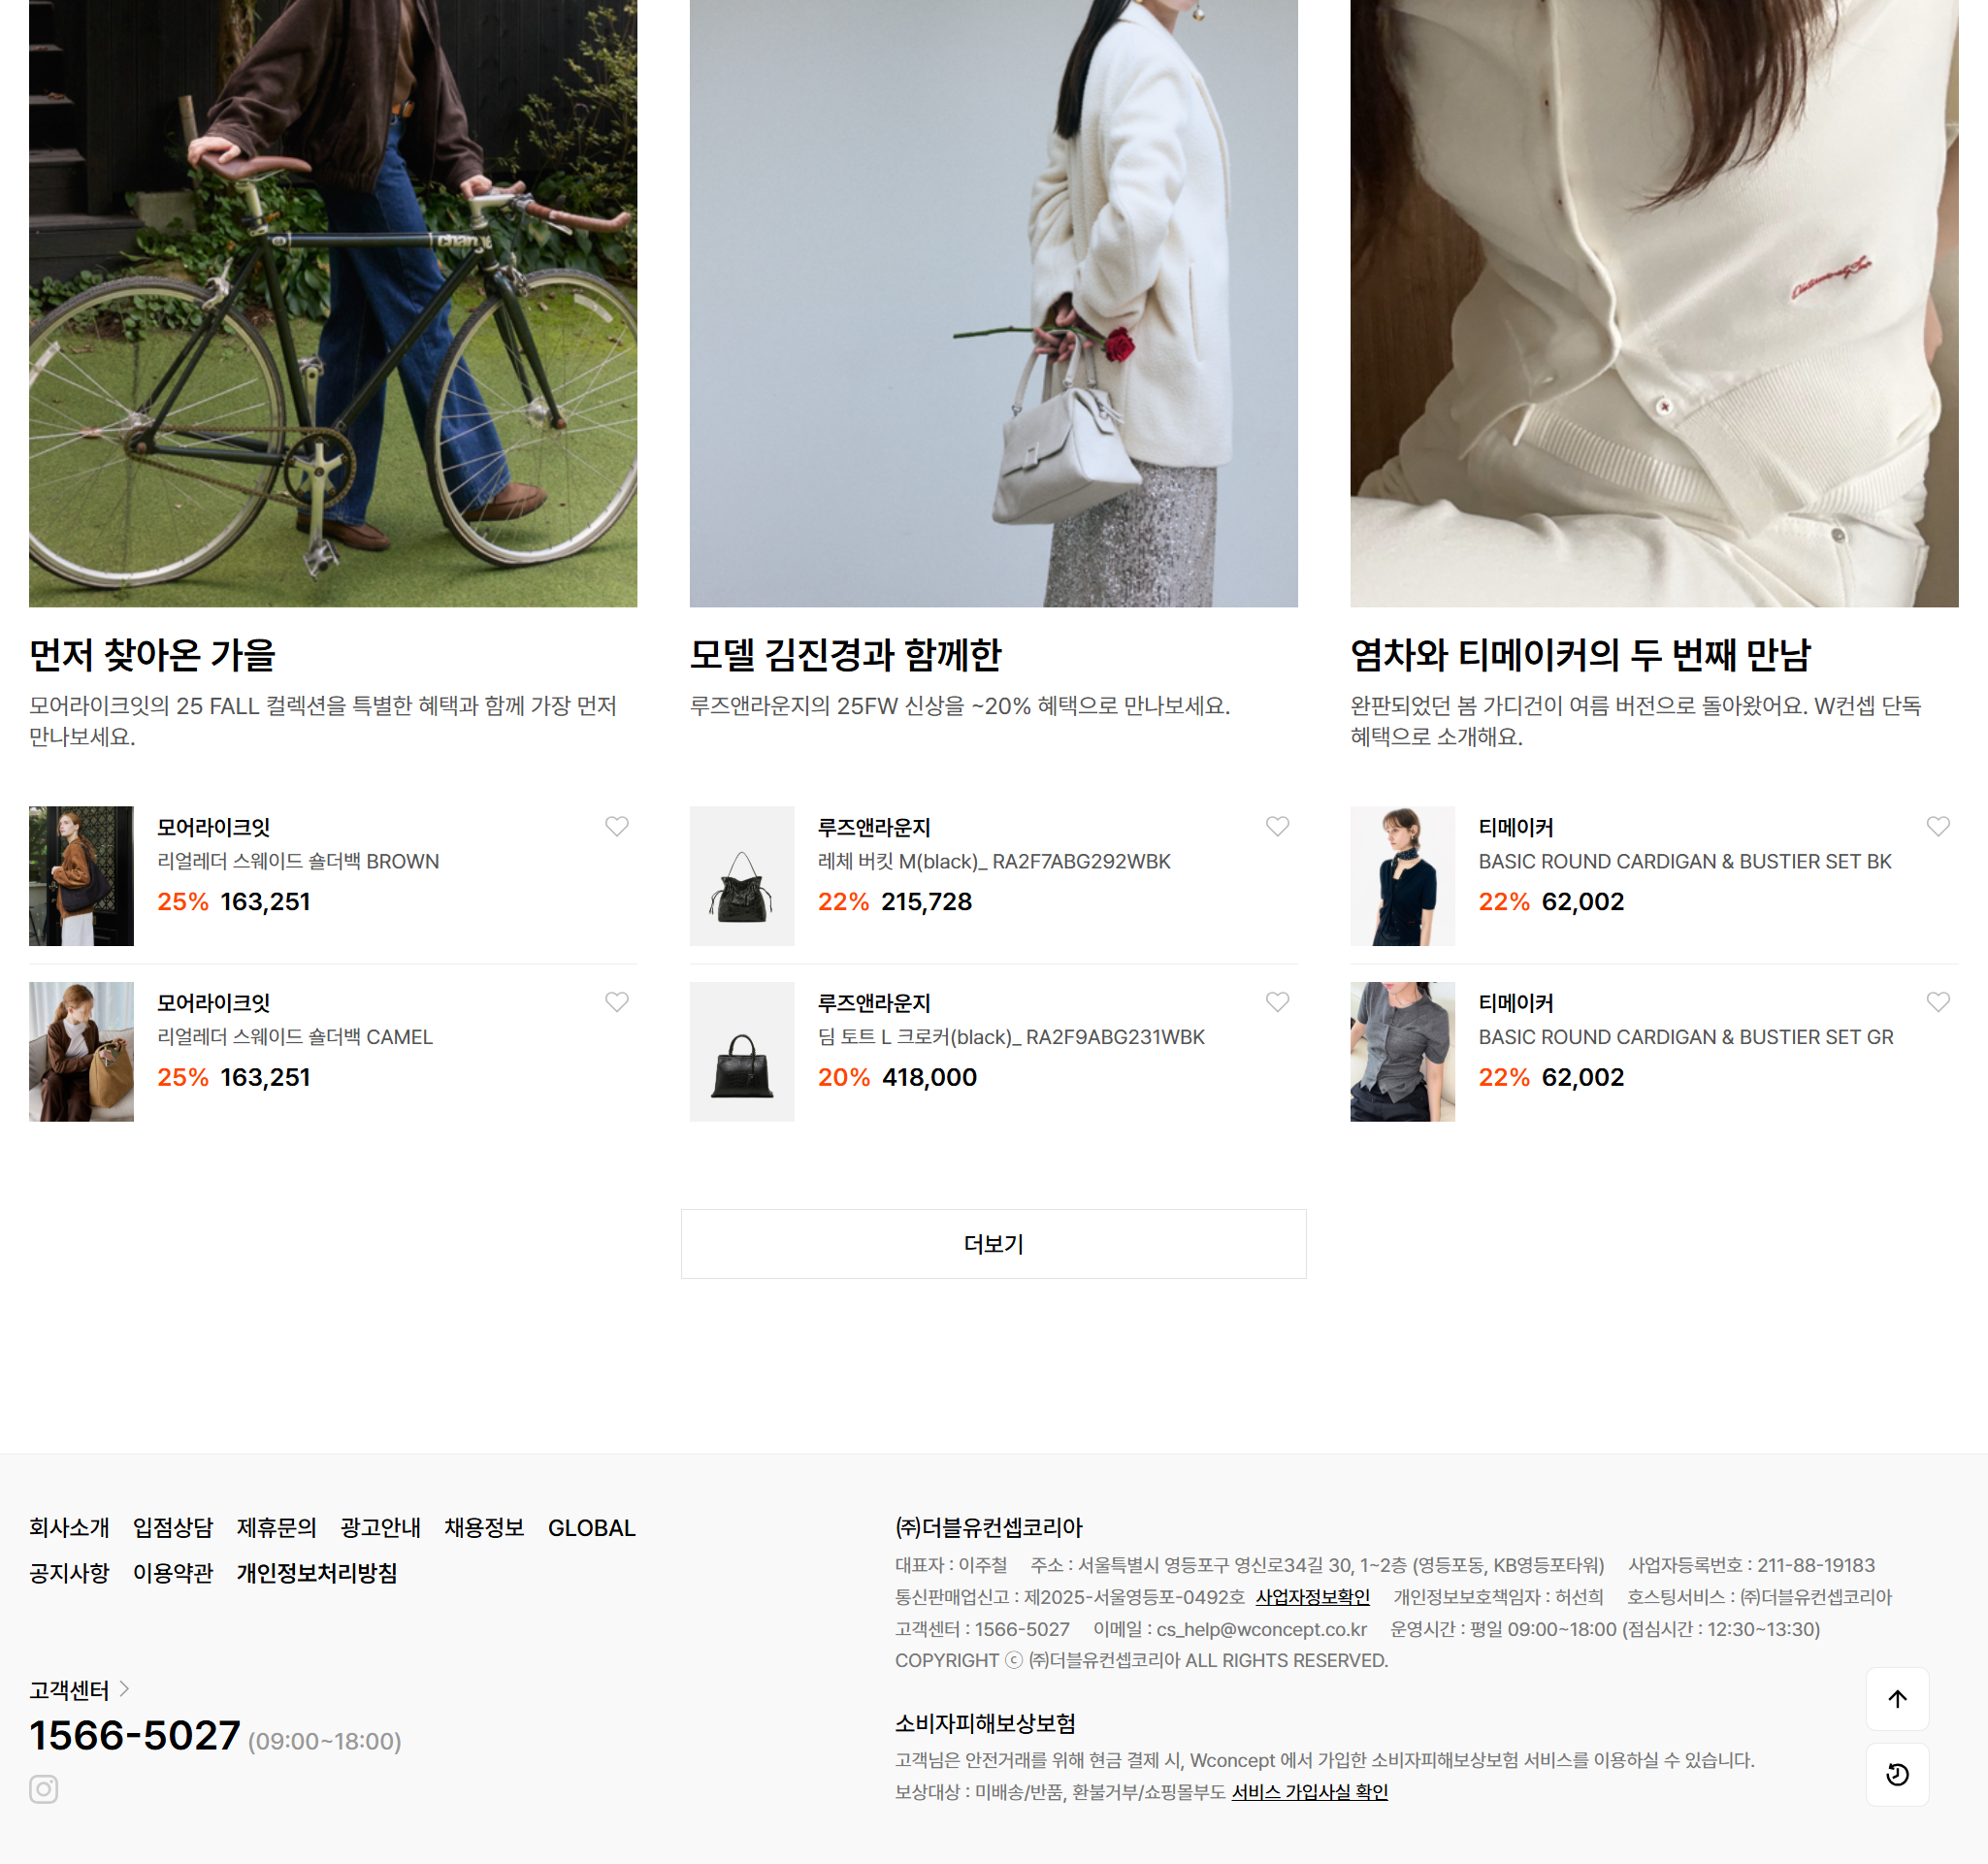 change
먼저 찾아온 가을
모어라이크잇의 25 FALL 컬렉션을 특별한 혜택과 함께 가장 먼저
만나보세요.
모어라이크잇
리얼레더 스웨이드 숄더백 BROWN
25% 163,251
모어라이크잇
리얼레더 스웨이드 숄더백 CAMEL
25% 163,251
모델 김진경과 함께한
루즈앤라운지의 25FW 신상을 ~20% 혜택으로 만나보세요.
루즈앤라운지
레체 버킷 M(black)_ RA2F7ABG292WBK
22% 215,728
루즈앤라운지
딤 토트 L 크로커(black)_ RA2F9ABG231WBK
20% 418,000
염차와 티메이커의 두 번째 만남
완판되었던 봄 가디건이 여름 버전으로 돌아왔어요. W컨셉 단독
혜택으로 소개해요.
티메이커
BASIC ROUND CARDIGAN & BUSTIER SET BK
22% 62,002
티메이커
BASIC ROUND CARDIGAN & BUSTIER SET GR
22% 62,002
더보기
회사소개 입점상담 제휴문의 광고안내 채용정보 GLOBAL
공지사항 이용약관 개인정보처리방침
고객센터
1566-5027 (09:00~18:00)
㈜더블유컨셉코리아
대표자 : 이주철 주소 : 서울특별시 영등포구 영신로34길 30, 1~2층 (영등포동, KB영등포타워) 사업자등록번호 : 211-88-19183
통신판매업신고 : 제2025-서울영등포-0492호 사업자정보확인 개인정보보호책임자 : 허선희 호스팅서비스 : ㈜더블유컨셉코리아
고객센터 : 1566-5027 이메일 : cs_help@wconcept.co.kr 운영시간 : 평일 09:00~18:00 (점심시간 : 12:30~13:30)
COPYRIGHT ⓒ ㈜더블유컨셉코리아 ALL RIGHTS RESERVED.
소비자피해보상보험
고객님은 안전거래를 위해 현금 결제 시, Wconcept 에서 가입한 소비자피해보상보험 서비스를 이용하실 수 있습니다.
보상대상 : 미배송/반품, 환불거부/쇼핑몰부도 서비스 가입사실 확인